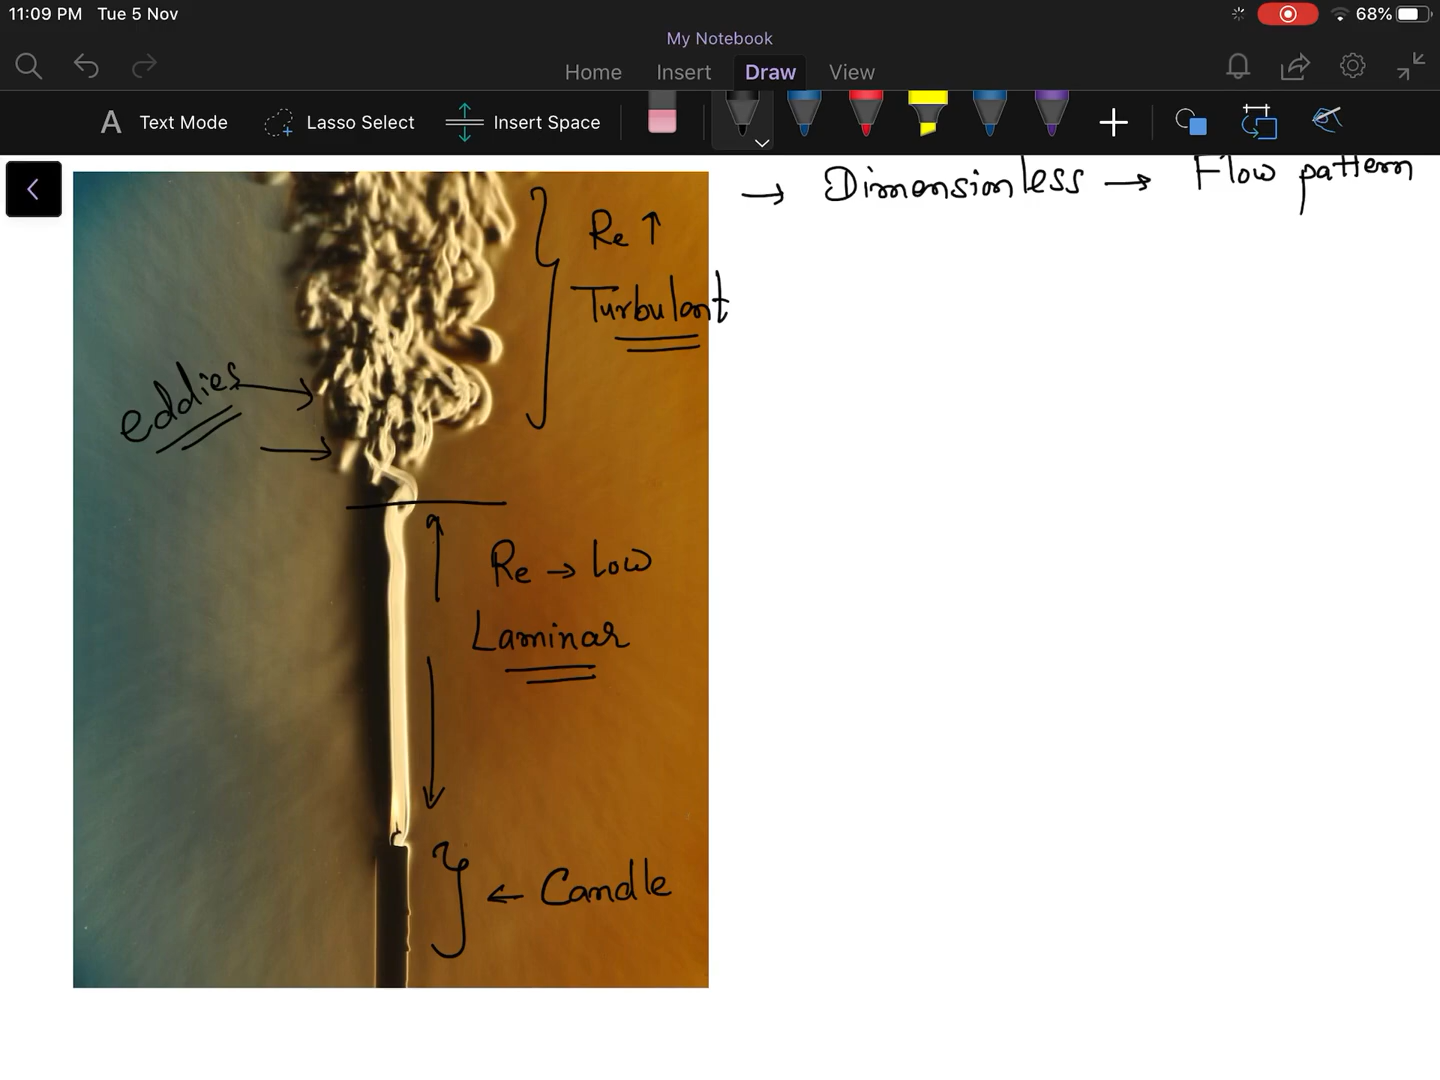 11:09 PM Tue 5 Nov
68%
My Notebook
Home Insert Draw View
A Text Mode Lasso Select Insert Space
→ Dimensionless → Flow pattern
Re ↑
Turbulant
eddies
Re → low
Laminar
← Candle